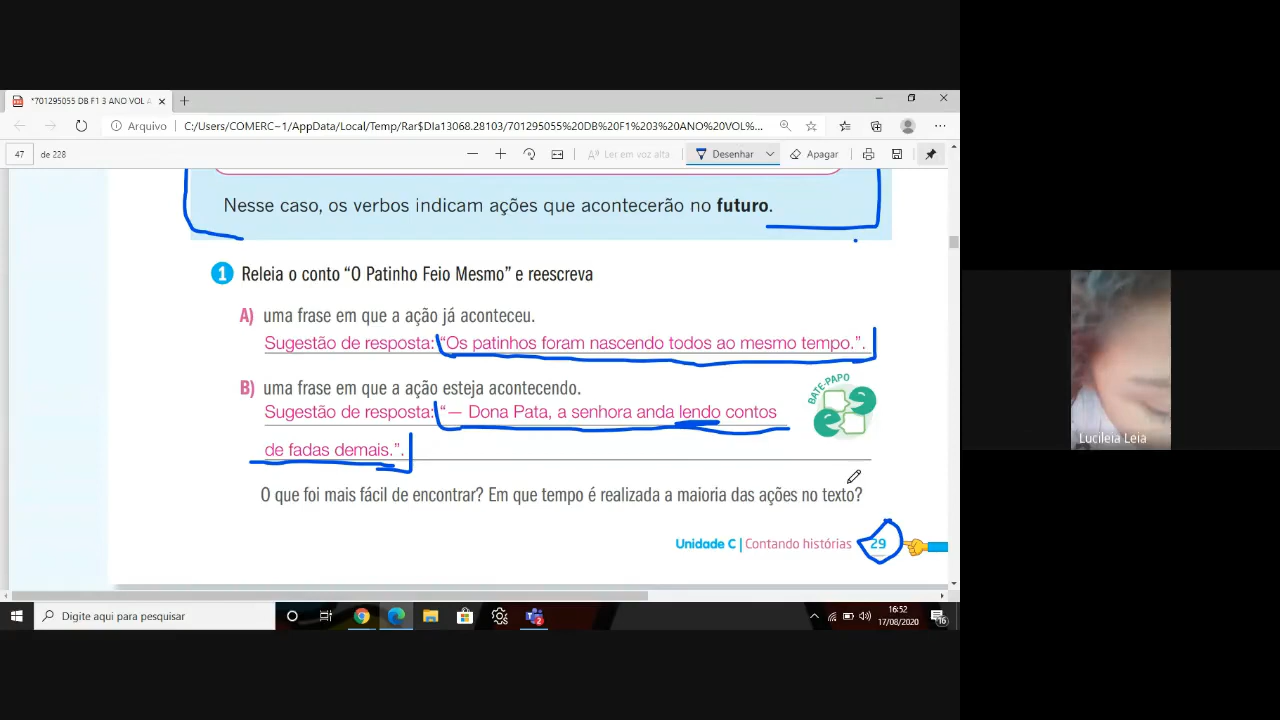 *701295055 DB F1 3 ANO VOL A
Arquivo
C:/Users/COMERC~1/AppData/Local/Temp/Rar$DIa13068.28103/701295055%20DB%20F1%203%20ANO%20VOL%...
47 de 228
Ler em voz alta
Desenhar
Apagar
Nesse caso, os verbos indicam ações que acontecerão no futuro.
1 Releia o conto “O Patinho Feio Mesmo” e reescreva
A) uma frase em que a ação já aconteceu.
Sugestão de resposta: “Os patinhos foram nascendo todos ao mesmo tempo.”.
B) uma frase em que a ação esteja acontecendo.
BATE-PAPO
Sugestão de resposta: “— Dona Pata, a senhora anda lendo contos
de fadas demais.”.
O que foi mais fácil de encontrar? Em que tempo é realizada a maioria das ações no texto?
Unidade C | Contando histórias 29
Lucileia Leia
Digite aqui para pesquisar
2
16:52
17/08/2020
16